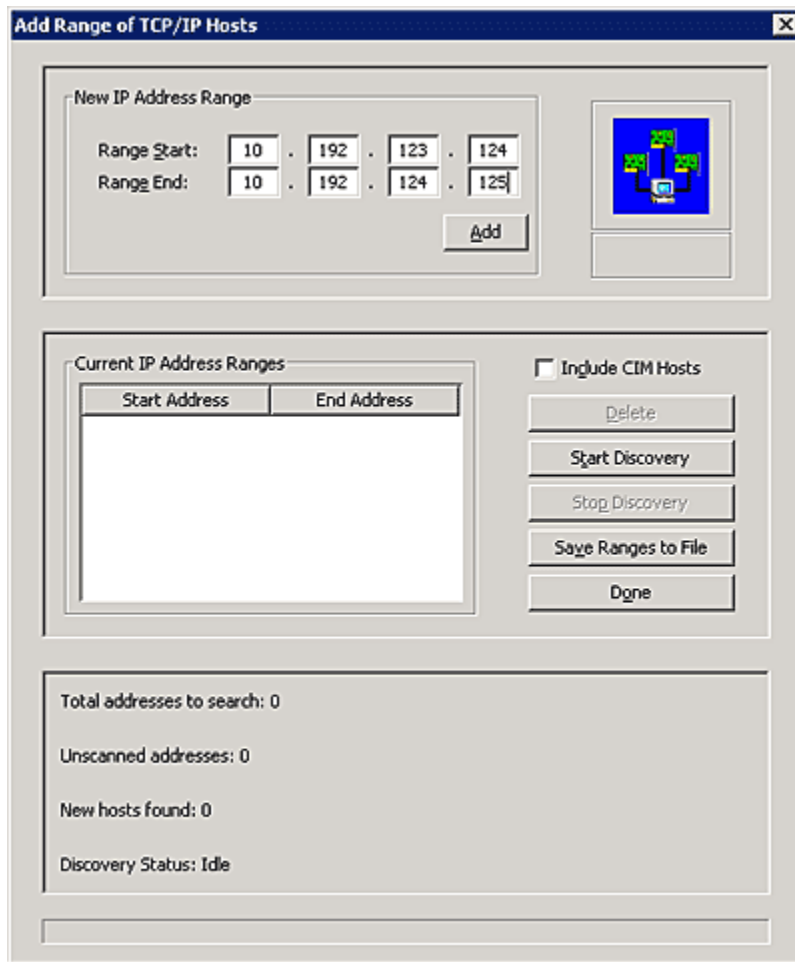 Add Range of TCP/IP Hosts
New IP Address Range
Range Start: 10 . 192 . 123 . 124
Range End: 10 . 192 . 124 . 125
Add
Current IP Address Ranges
Start Address End Address
Include CIM Hosts
Delete
Start Discovery
Stop Discovery
Save Ranges to File
Done
Total addresses to search: 0
Unscanned addresses: 0
New hosts found: 0
Discovery Status: Idle